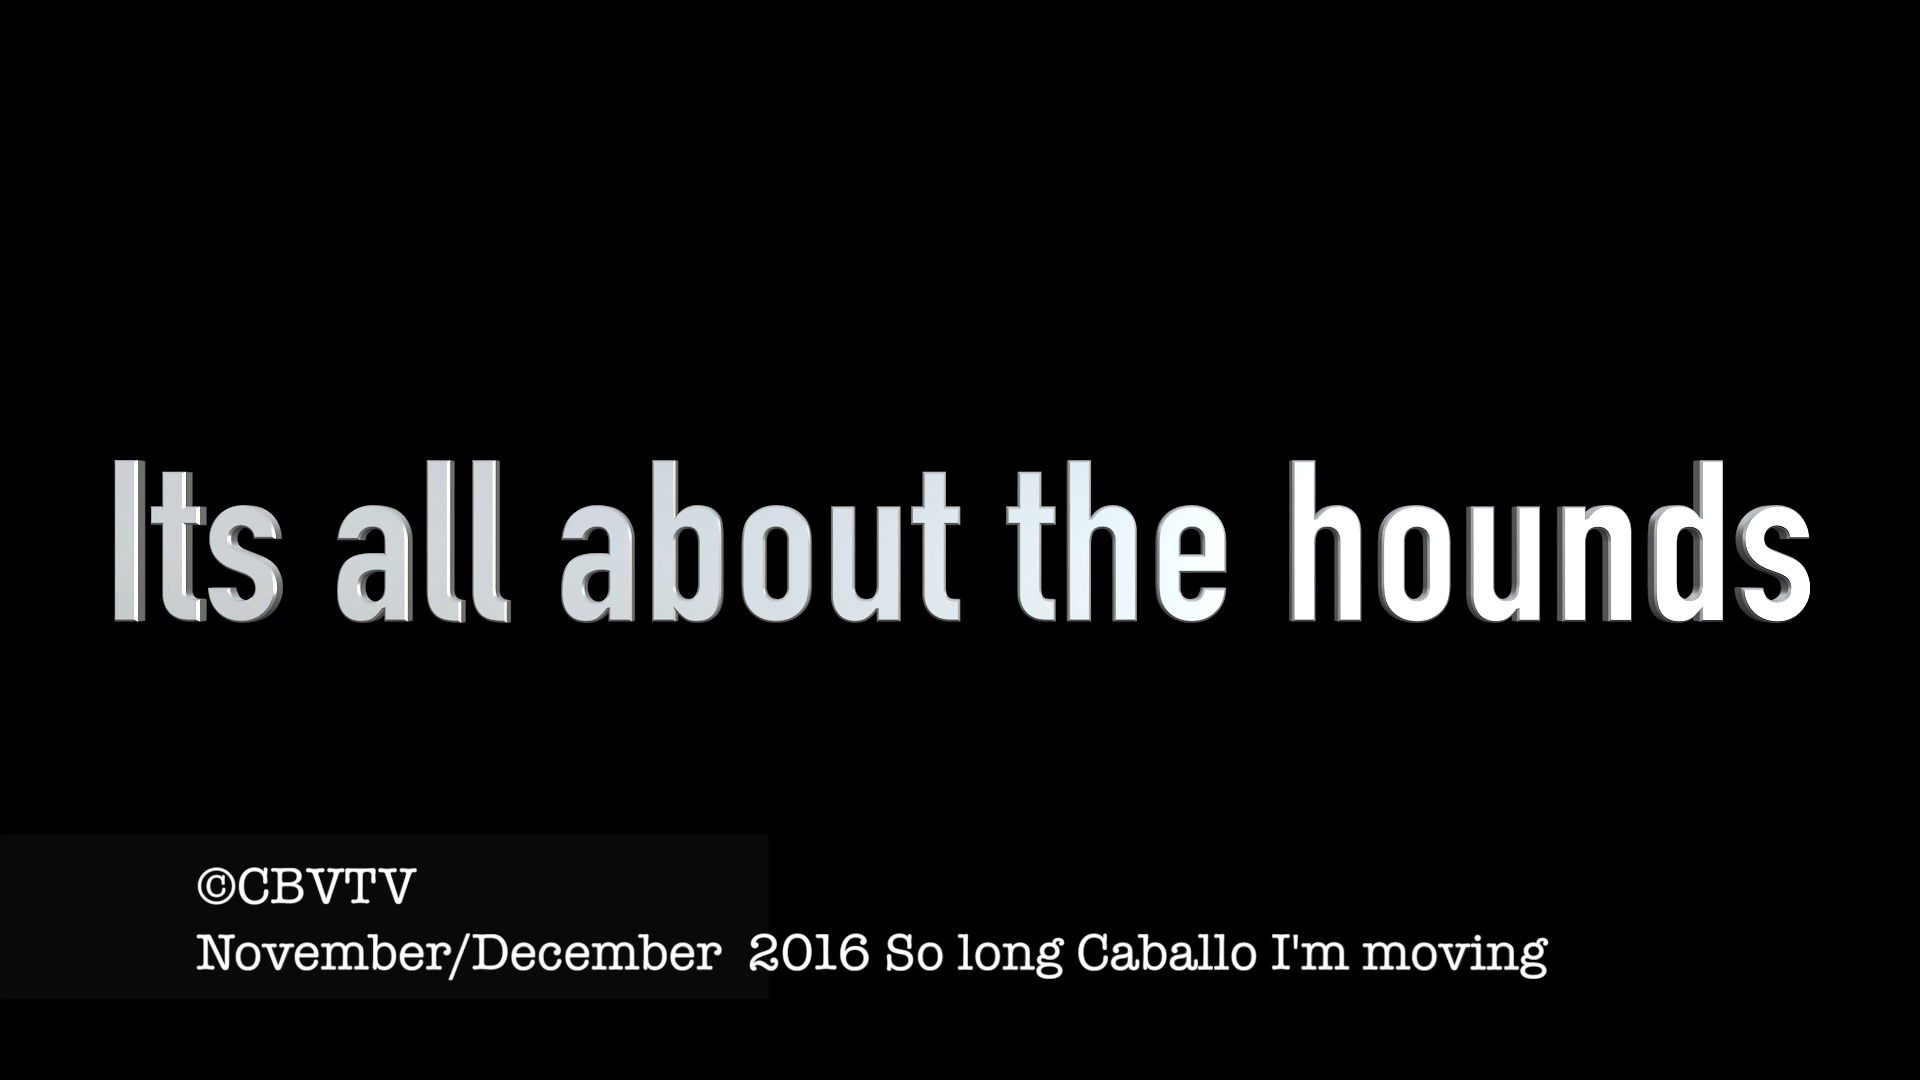 Its all about the hounds
©CBVTV
November/December  2016 So long Caballo I'm moving